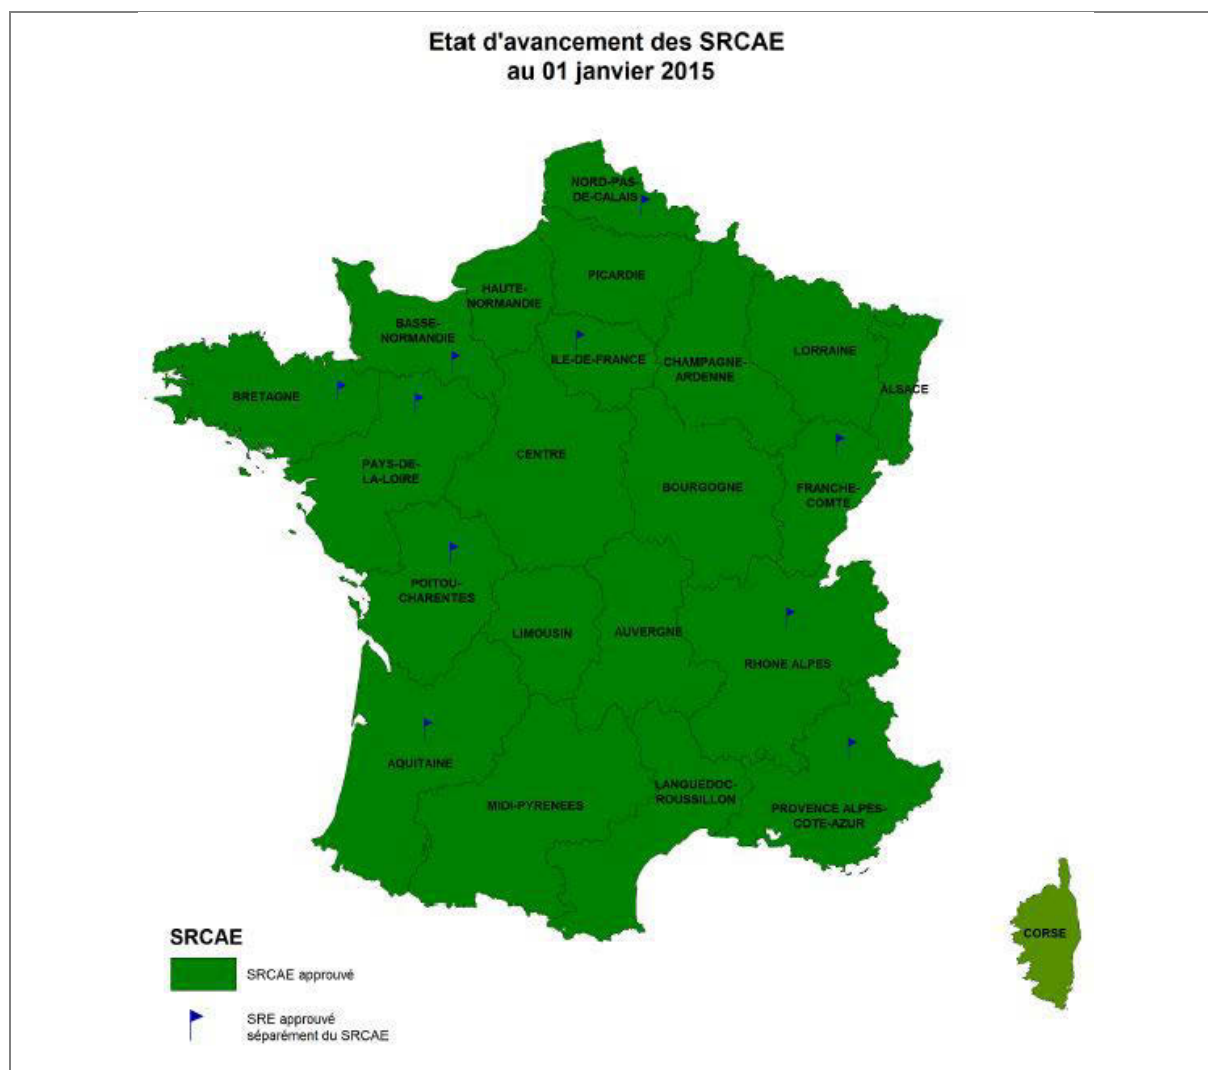 Etat d'avancement des SRCAE
au 01 janvier 2015
NORD-PAS-
DE-CALAIS
PICARDIE
HAUTE-
NORMANDIE
BASSE-
NORMANDIE
ILE-DE-FRANCE
CHAMPAGNE-
ARDENNE
LORRAINE
ALSACE
BRETAGNE
PAYS-DE-
LA-LOIRE
CENTRE
BOURGOGNE
FRANCHE-
COMTE
POITOU-
CHARENTES
LIMOUSIN
AUVERGNE
RHONE ALPES
AQUITAINE
MIDI-PYRENEES
LANGUEDOC-
ROUSSILLON
PROVENCE ALPES-
COTE-AZUR
CORSE
SRCAE
SRCAE approuvé
SRE approuvé
séparément du SRCAE